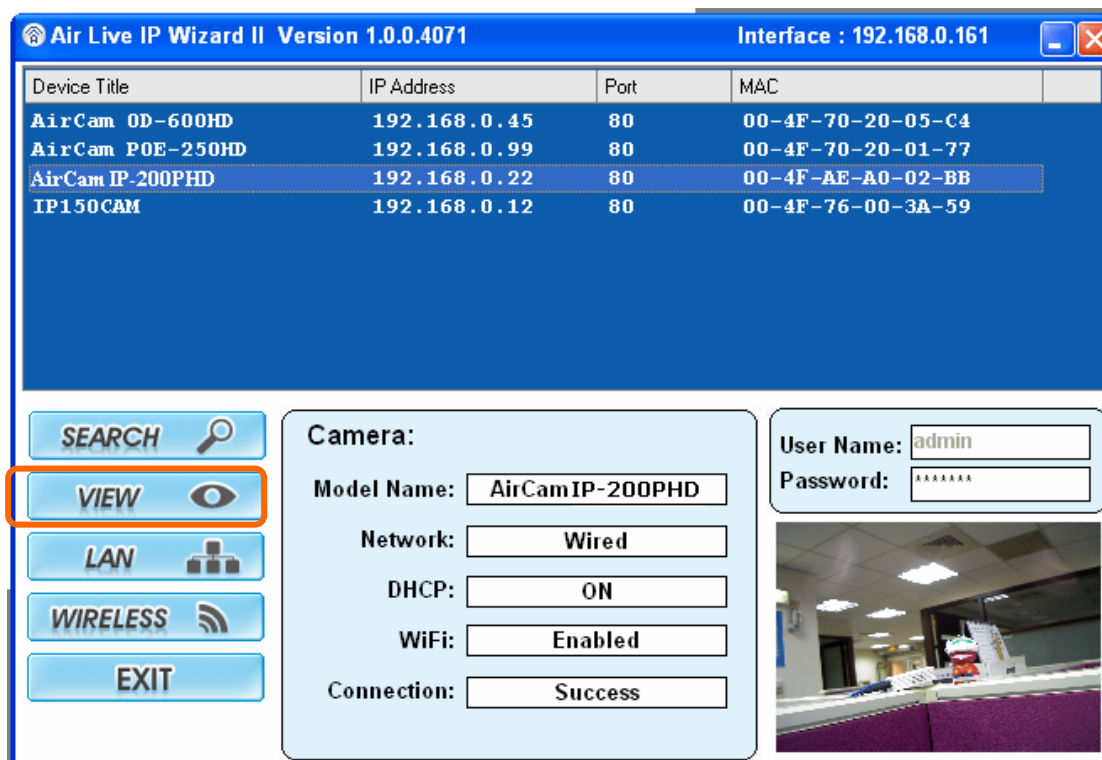 Air Live IP Wizard II Version 1.0.0.4071 Interface : 192.168.0.161
Device Title IP Address Port MAC
AirCam OD-600HD 192.168.0.45 80 00-4F-70-20-05-C4
AirCam POE-250HD 192.168.0.99 80 00-4F-70-20-01-77
AirCam IP-200PHD 192.168.0.22 80 00-4F-AE-A0-02-BB
IP150CAM 192.168.0.12 80 00-4F-76-00-3A-59
SEARCH
VIEW
LAN
WIRELESS
EXIT
Camera:
Model Name: AirCamIP-200PHD
Network: Wired
DHCP: ON
WiFi: Enabled
Connection: Success
User Name: admin
Password: *******